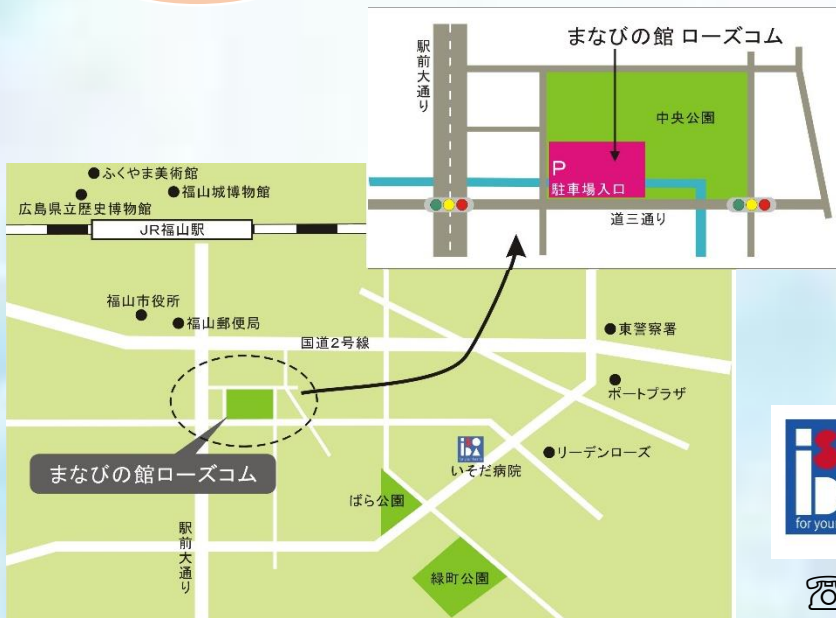 まなびの館 ローズコム
駅前大通り
中央公園
P
駐車場入口
道三通り
ふくやま美術館
福山城博物館
広島県立歴史博物館
JR福山駅
福山市役所
福山郵便局
国道2号線
東警察署
ポートプラザ
まなびの館ローズコム
いそだ病院
リーデンローズ
ばら公園
駅前大通り
緑町公園
for your